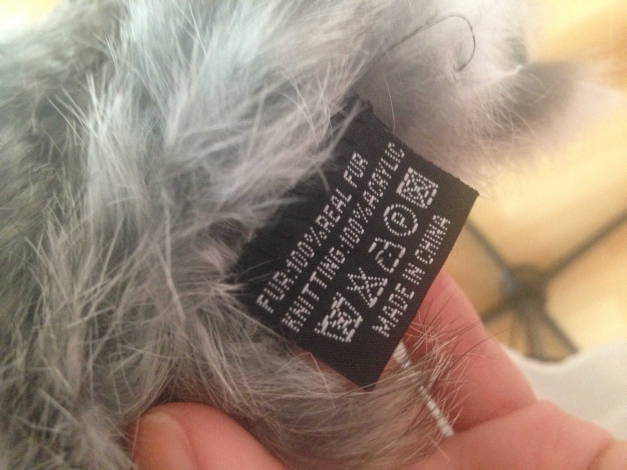 FUR:100%REAL FUR
KNITTING:100%ACRYLIC
P
MADE IN CHINA